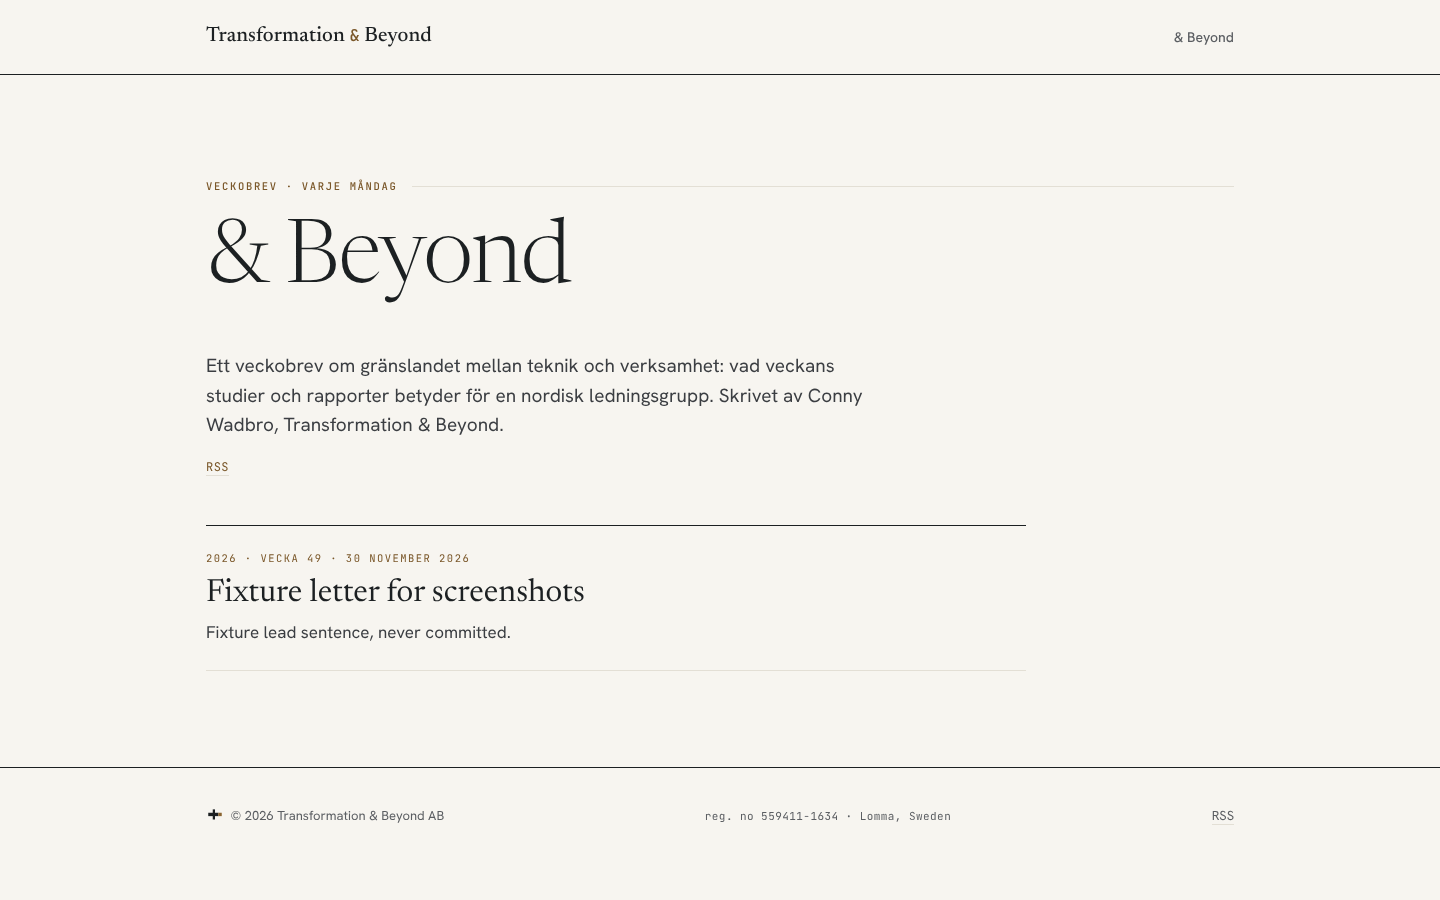 Transformation & Beyond
& Beyond
VECKOBREV · VARJE MÅNDAG
& Beyond
Ett veckobrev om gränslandet mellan teknik och verksamhet: vad veckans
studier och rapporter betyder för en nordisk ledningsgrupp. Skrivet av Conny
Wadbro, Transformation & Beyond.
RSS
2026 · VECKA 49 · 30 NOVEMBER 2026
Fixture letter for screenshots
Fixture lead sentence, never committed.
© 2026 Transformation & Beyond AB
reg. no 559411-1634 · Lomma, Sweden
RSS